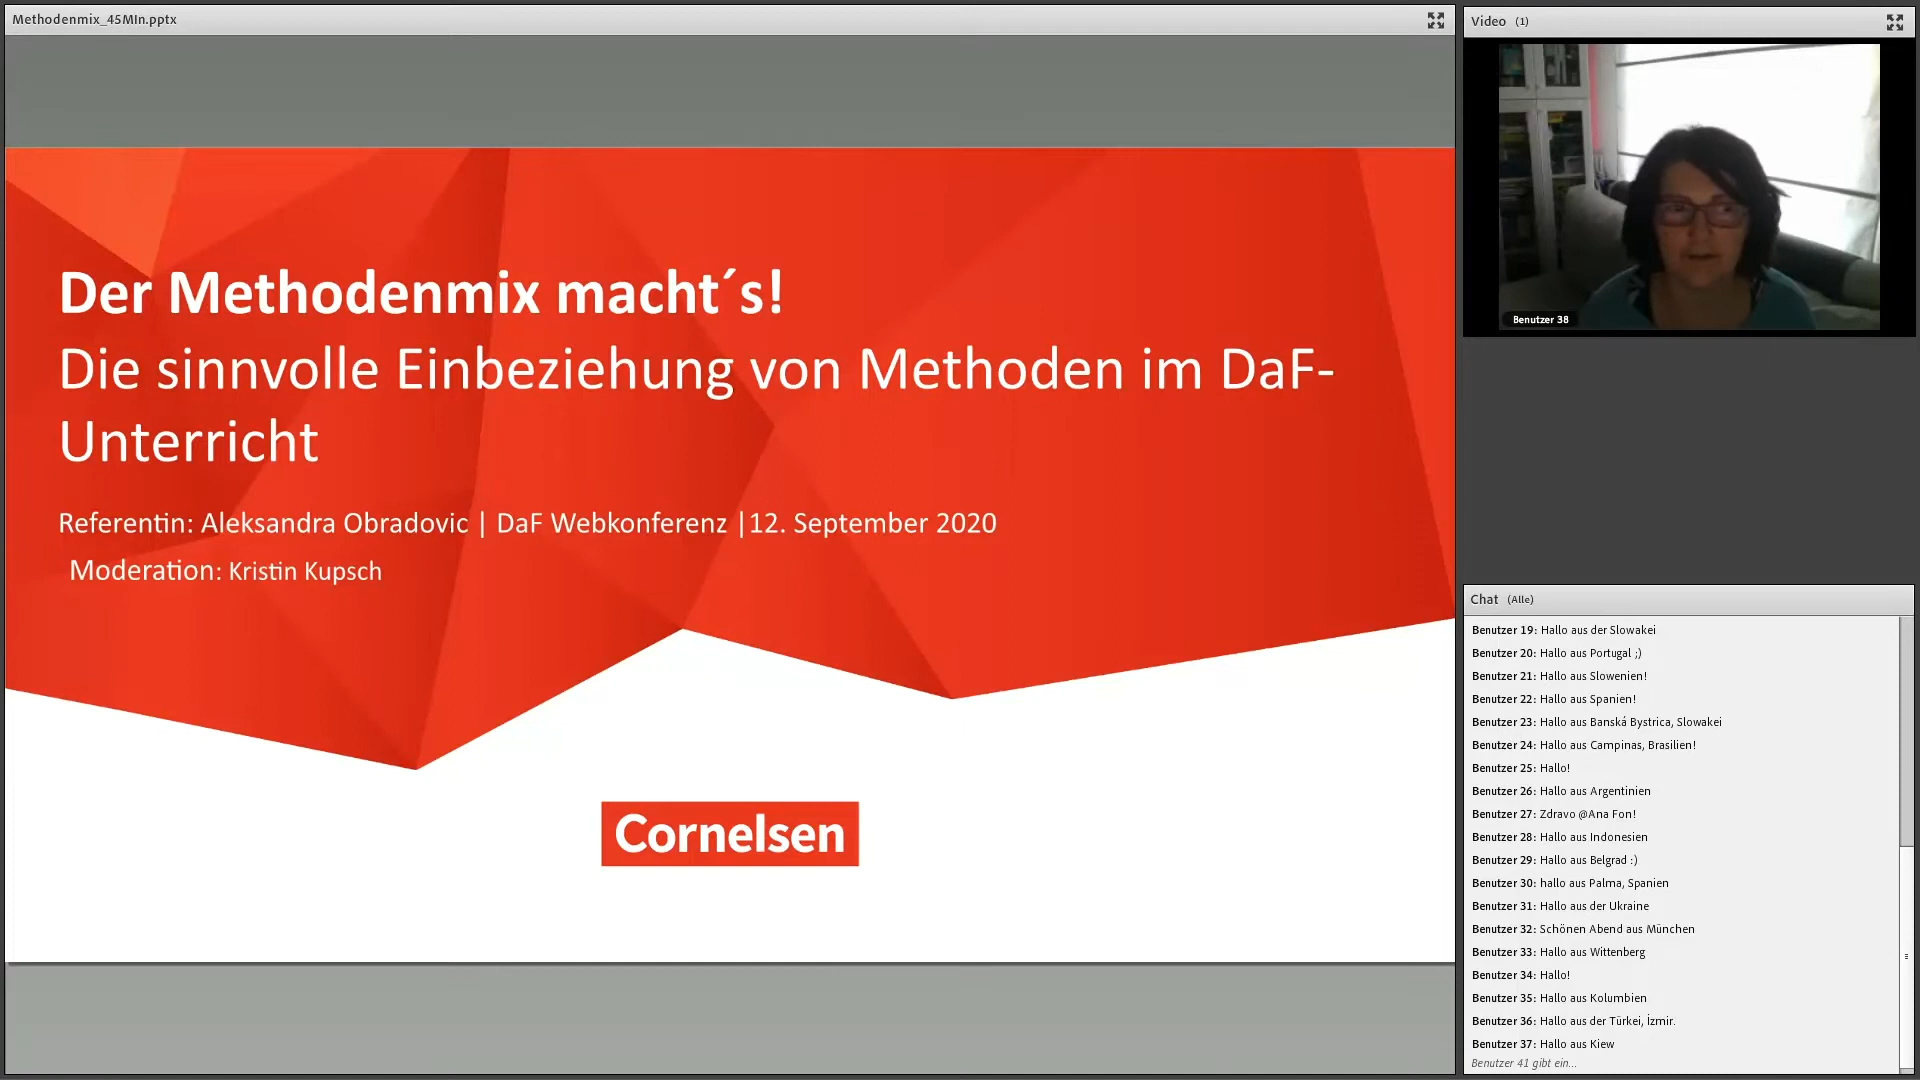 Methodenmix_45MIn.pptx
Der Methodenmix macht´s!
Die sinnvolle Einbeziehung von Methoden im DaF-
Unterricht
Referentin: Aleksandra Obradovic | DaF Webkonferenz |12. September 2020
Moderation: Kristin Kupsch
Cornelsen
Video (1)
Benutzer 38
Chat (Alle)
Benutzer 19: Hallo aus der Slowakei
Benutzer 20: Hallo aus Portugal ;)
Benutzer 21: Hallo aus Slowenien!
Benutzer 22: Hallo aus Spanien!
Benutzer 23: Hallo aus Banská Bystrica, Slowakei
Benutzer 24: Hallo aus Campinas, Brasilien!
Benutzer 25: Hallo!
Benutzer 26: Hallo aus Argentinien
Benutzer 27: Zdravo @Ana Fon!
Benutzer 28: Hallo aus Indonesien
Benutzer 29: Hallo aus Belgrad :)
Benutzer 30: hallo aus Palma, Spanien
Benutzer 31: Hallo aus der Ukraine
Benutzer 32: Schönen Abend aus München
Benutzer 33: Hallo aus Wittenberg
Benutzer 34: Hallo!
Benutzer 35: Hallo aus Kolumbien
Benutzer 36: Hallo aus der Türkei, İzmir.
Benutzer 37: Hallo aus Kiew
Benutzer 41 gibt ein...